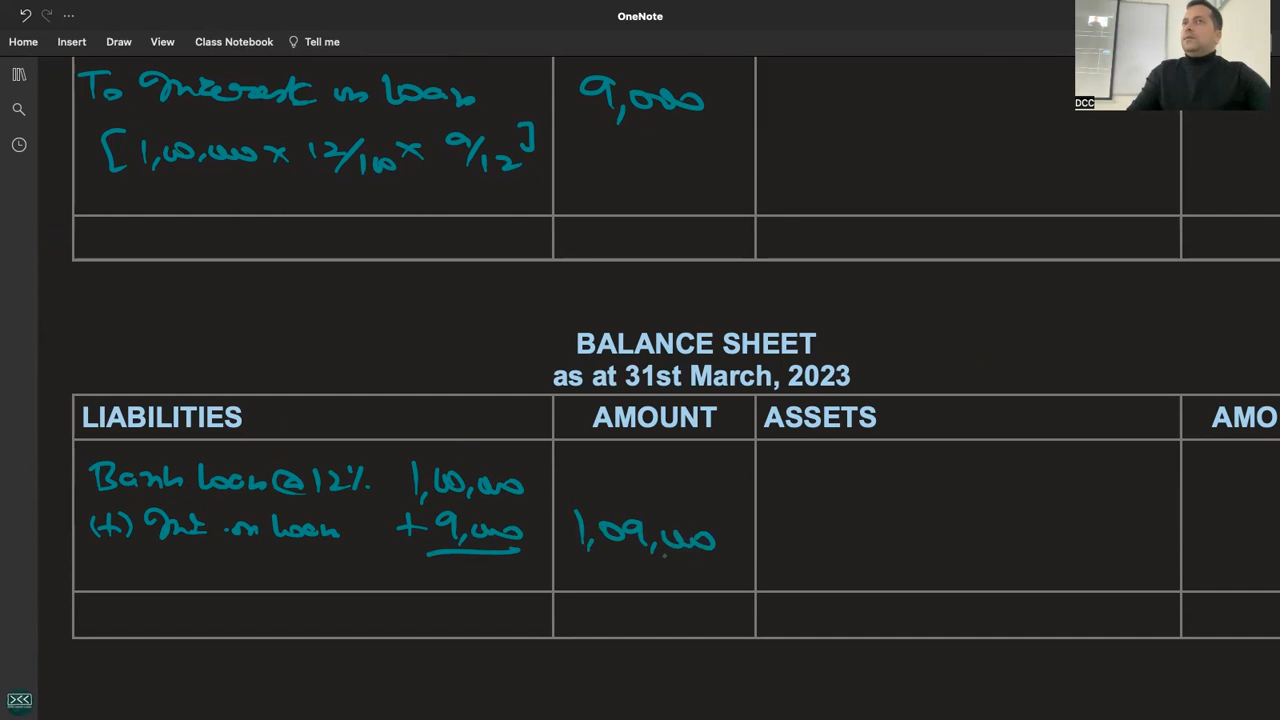 OneNote
Home Insert Draw View Class Notebook Tell me
DCC
To Interest on loan 9,000
[1,00,000 × 12/100 × 9/12]
BALANCE SHEET
as at 31st March, 2023
LIABILITIES AMOUNT ASSETS AMO
Bank loan @ 12%. 1,00,000
(+) Int. on loan + 9,000 1,09,000